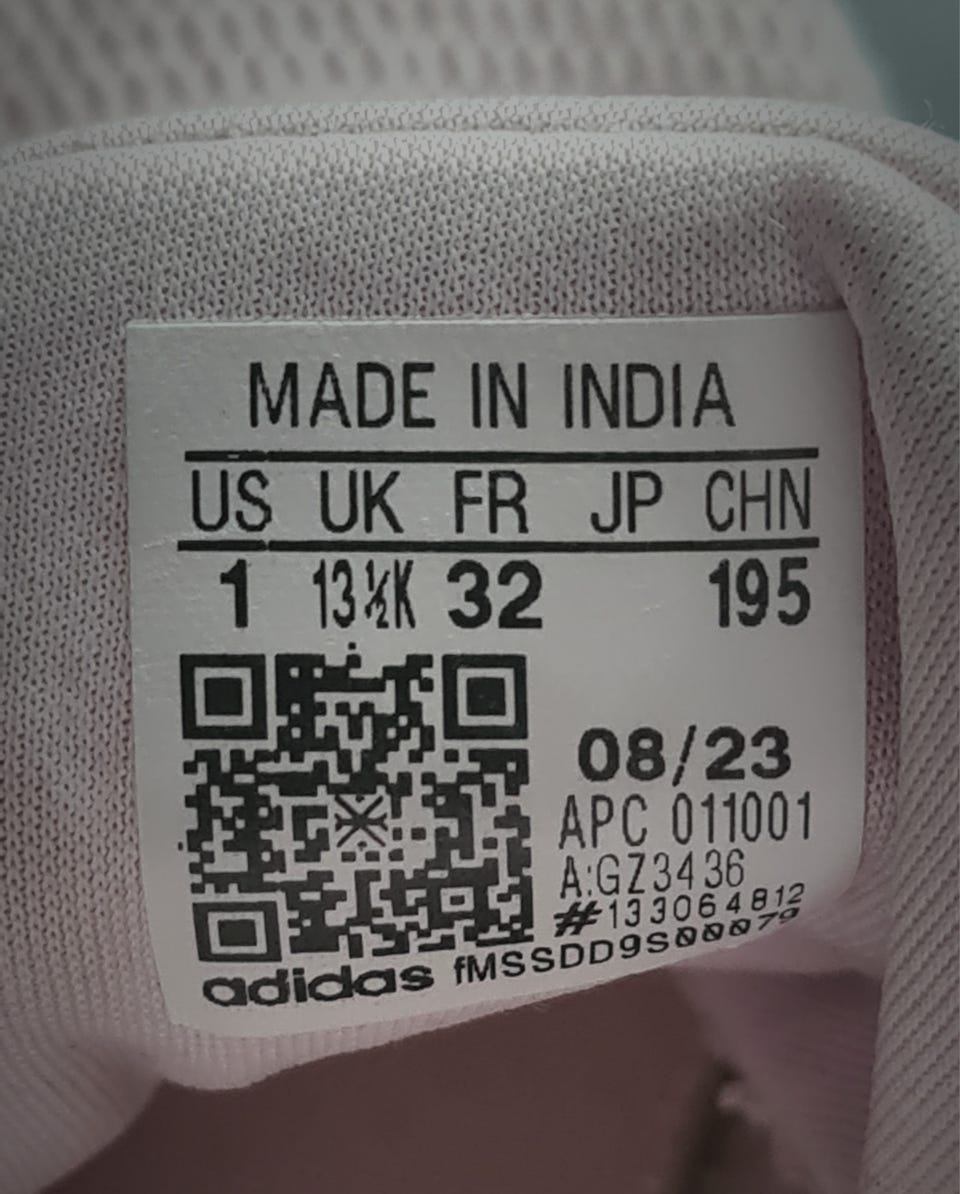 MADE IN INDIA
US UK FR JP CHN
1 13½K 32 195
08/23
APC 011001
A:GZ3436
#133064812
adidas fMSSDD9S00079